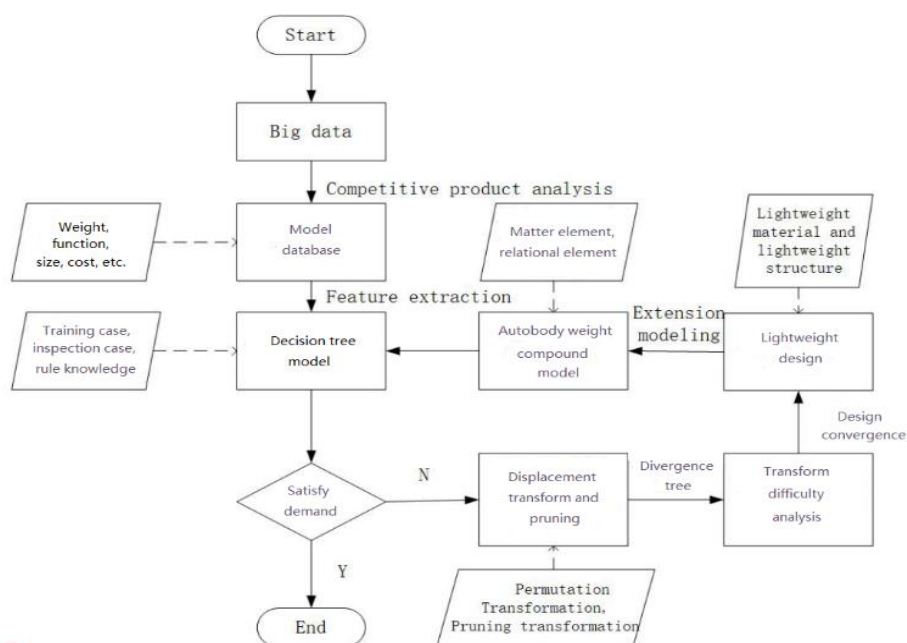 Start
Big data
Competitive product analysis
Weight,
function,
size, cost, etc.
Model
database
Matter element,
relational element
Lightweight
material and
lightweight
structure
Feature extraction
Training case,
inspection case,
rule knowledge
Decision tree
model
Autobody weight
compound
model
Extension
modeling
Lightweight
design
Design
convergence
Satisfy
demand
N
Displacement
transform and
pruning
Divergence
tree
Transform
difficulty
analysis
Y
Permutation
Transformation,
Pruning transformation
End